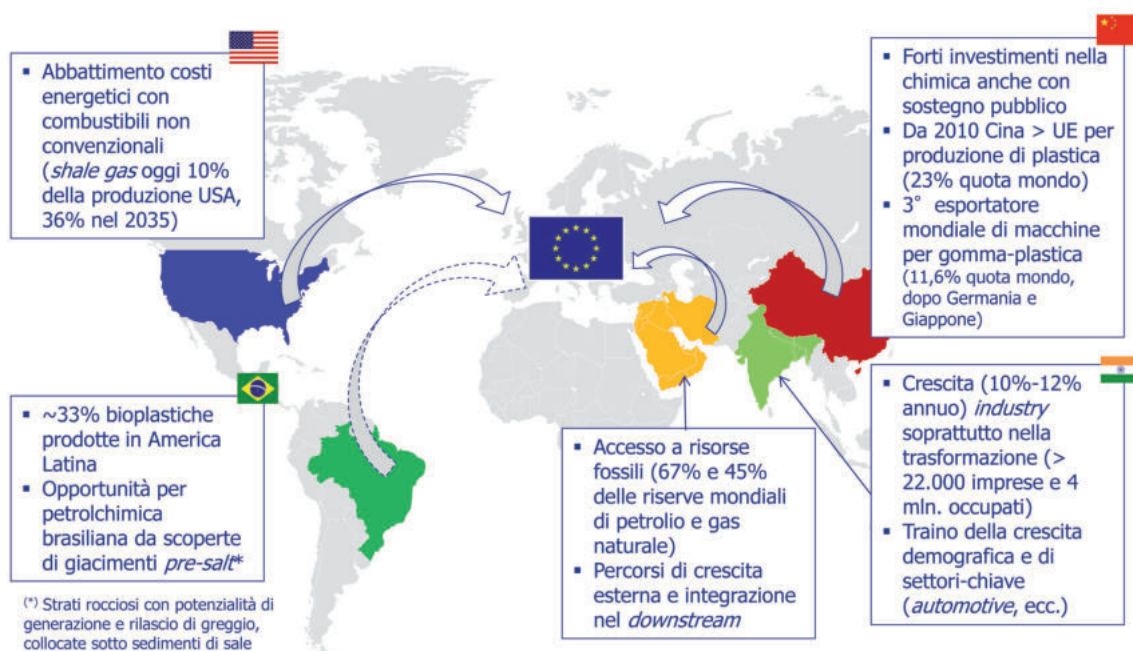 ▪ Abbattimento costi
energetici con
combustibili non
convenzionali
(shale gas oggi 10%
della produzione USA,
36% nel 2035)
▪ Forti investimenti nella
chimica anche con
sostegno pubblico
▪ Da 2010 Cina > UE per
produzione di plastica
(23% quota mondo)
▪ 3° esportatore
mondiale di macchine
per gomma-plastica
(11,6% quota mondo,
dopo Germania e
Giappone)
▪ ~33% bioplastiche
prodotte in America
Latina
▪ Opportunità per
petrolchimica
brasiliana da scoperte
di giacimenti pre-salt*
(*) Strati rocciosi con potenzialità di
generazione e rilascio di greggio,
collocate sotto sedimenti di sale
▪ Accesso a risorse
fossili (67% e 45%
delle riserve mondiali
di petrolio e gas
naturale)
▪ Percorsi di crescita
esterna e integrazione
nel downstream
▪ Crescita (10%-12%
annuo) industry
soprattutto nella
trasformazione (>
22.000 imprese e 4
mln. occupati)
▪ Traino della crescita
demografica e di
settori-chiave
(automotive, ecc.)